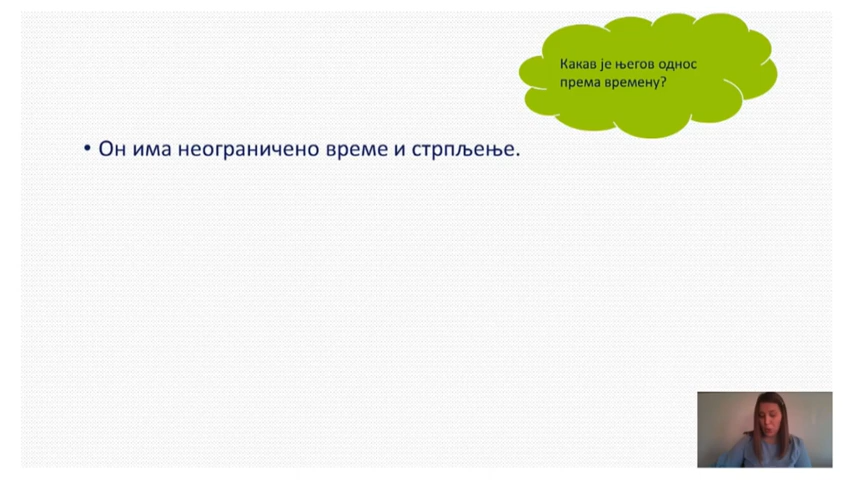 Какав је његов однос
према времену?
• Он има неограничено време и стрпљење.